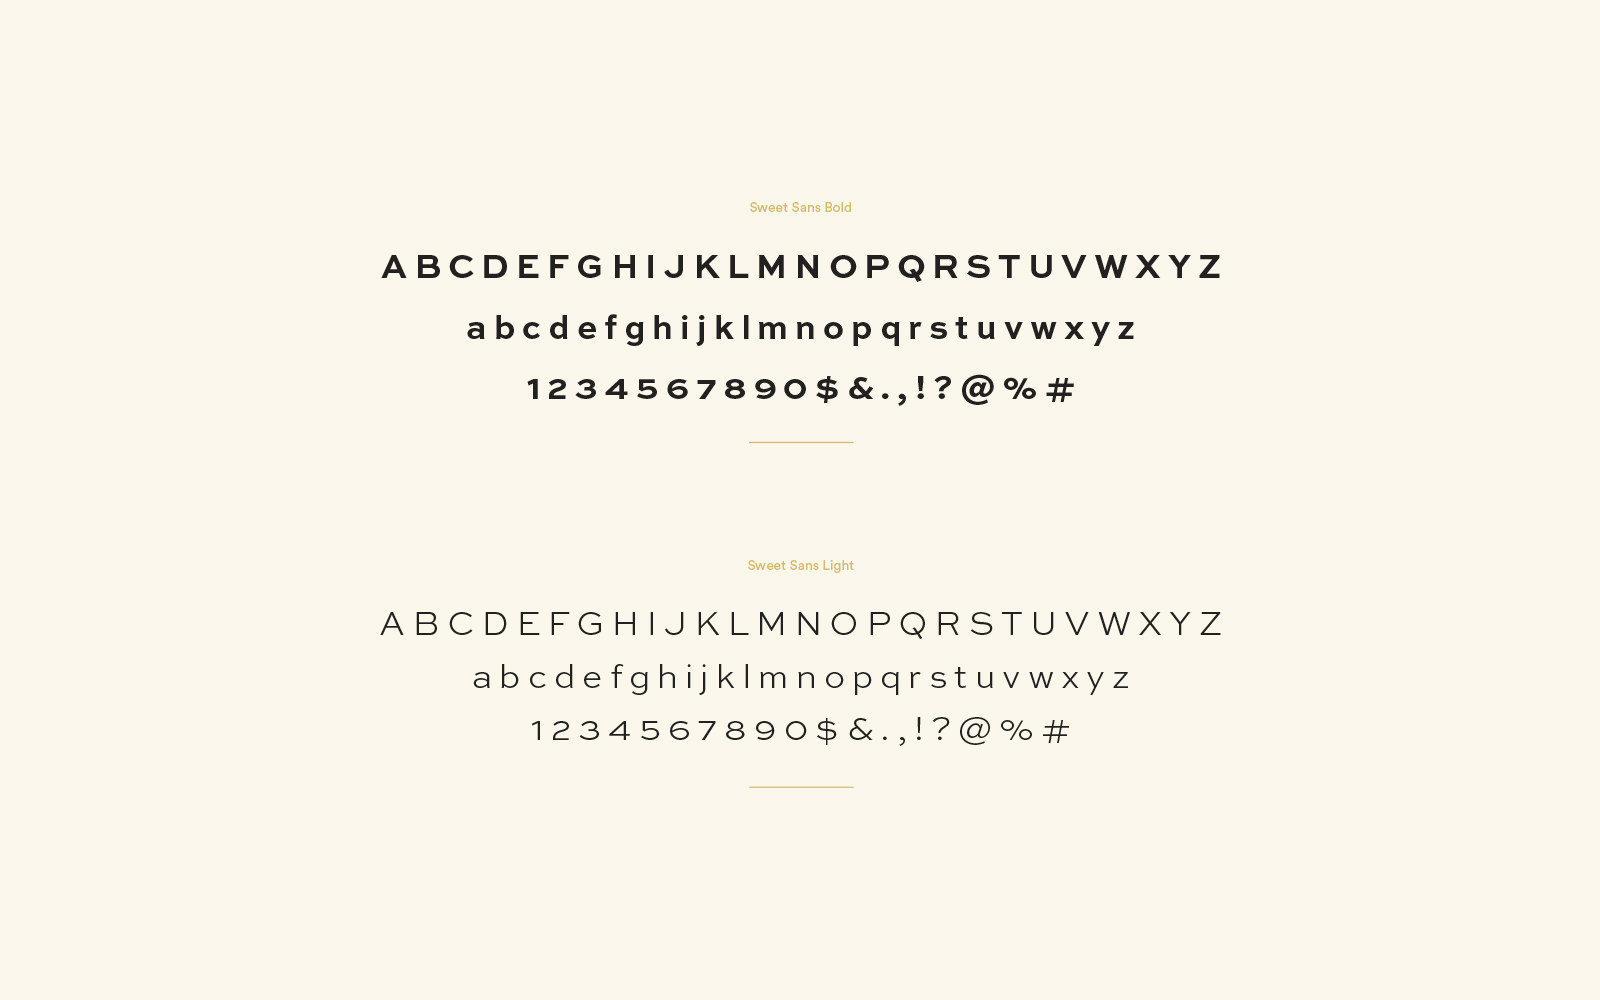 Sweet Sans Bold
A B C D E F G H I J K L M N O P Q R S T U V W X Y Z
a b c d e f g h i j k l m n o p q r s t u v w x y z
1 2 3 4 5 6 7 8 9 0 $ & . , ! ? @ % #
Sweet Sans Light
A B C D E F G H I J K L M N O P Q R S T U V W X Y Z
a b c d e f g h i j k l m n o p q r s t u v w x y z
1 2 3 4 5 6 7 8 9 0 $ & . , ! ? @ % #